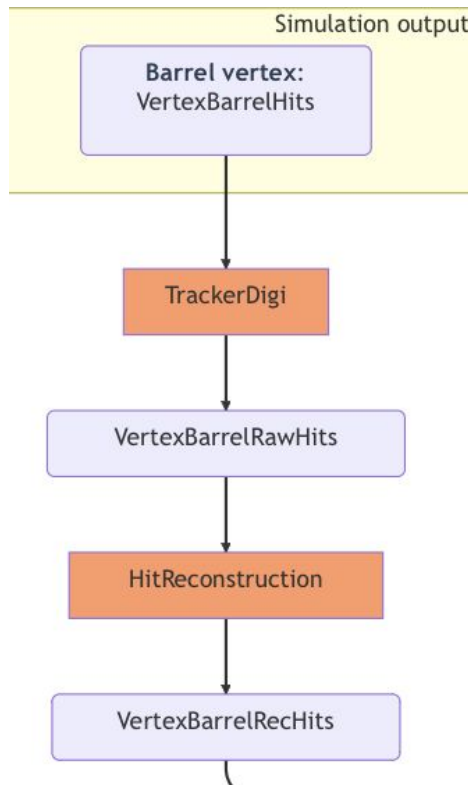 Simulation output
Barrel vertex:
VertexBarrelHits
TrackerDigi
VertexBarrelRawHits
HitReconstruction
VertexBarrelRecHits